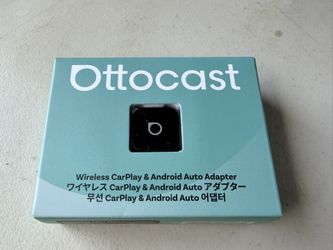 Ottocast
Wireless CarPlay & Android Auto Adapter
ワイヤレス CarPlay & Android Auto アダプター
무선 CarPlay & Android Auto 어댑터